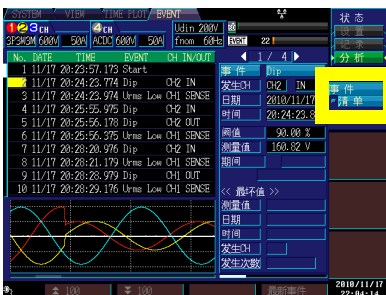 SYSTEM VIEW TIME PLOT EVENT
123CH 4CH Udin 200V
3P3W3M 600V 50A ACDC 600V 50A fnom 60Hz EVENT 22
No. DATE TIME EVENT CH IN/OUT
1 11/17 20:23:57.173 Start
2 11/17 20:24:23.774 Dip CH2 IN
3 11/17 20:24:23.974 Urms Low CH1 SENSE
4 11/17 20:25:55.975 Dip CH2 IN
5 11/17 20:25:56.176 Dip CH2 OUT
6 11/17 20:25:56.375 Urms Low CH1 SENSE
7 11/17 20:28:20.976 Dip CH2 IN
8 11/17 20:28:21.179 Urms Low CH1 SENSE
9 11/17 20:28:28.979 Dip CH1 OUT
10 11/17 20:28:29.176 Urms Low CH1 SENSE
1 / 4
事件 Dip
发生CH CH2 IN
日期 2010/11/17
时间 20:24:23.8
阀值 90.00 %
测量值 160.82 V
期间
<< 最坏值 >>
测量值
日期
时间
发生CH
发生次数
状态
设置
记录
分析
事件
清单
100 100 最新事件
2010/11/17
22:04:14